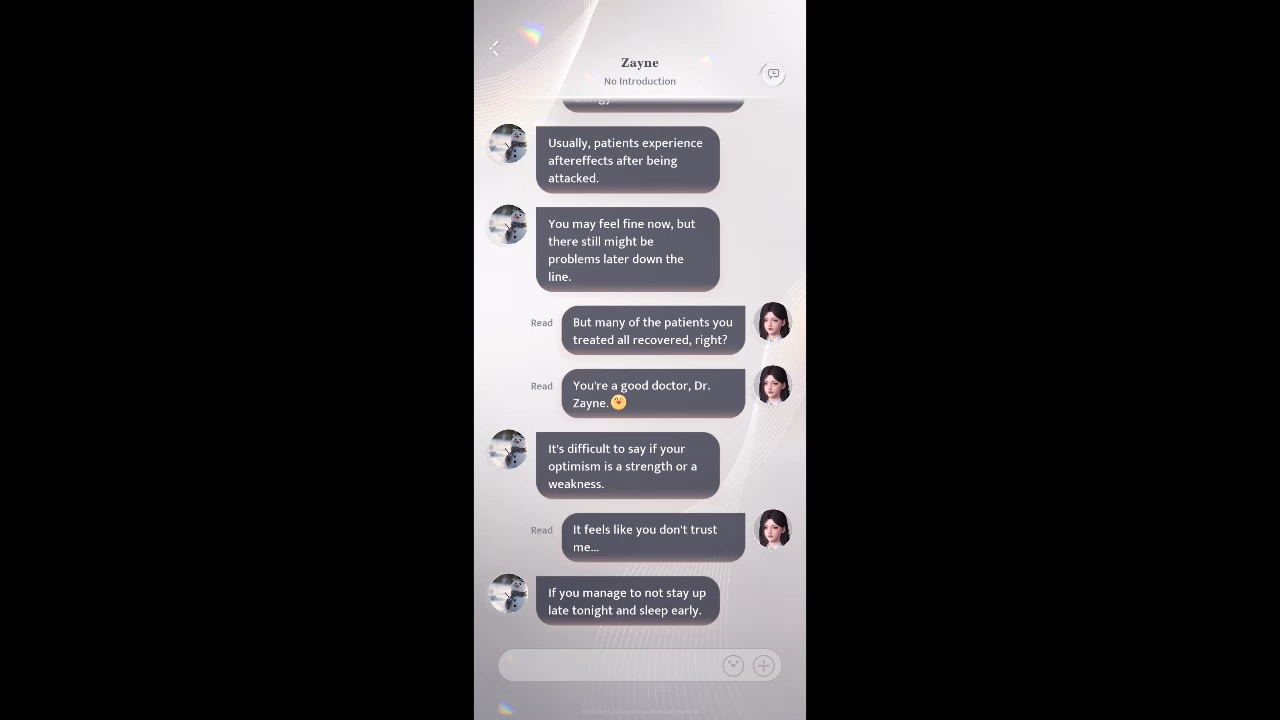 Zayne
No Introduction
Usually, patients experience
aftereffects after being
attacked.
You may feel fine now, but
there still might be
problems later down the
line.
Read
But many of the patients you
treated all recovered, right?
Read
You're a good doctor, Dr.
Zayne.
It's difficult to say if your
optimism is a strength or a
weakness.
Read
It feels like you don't trust
me...
If you manage to not stay up
late tonight and sleep early.